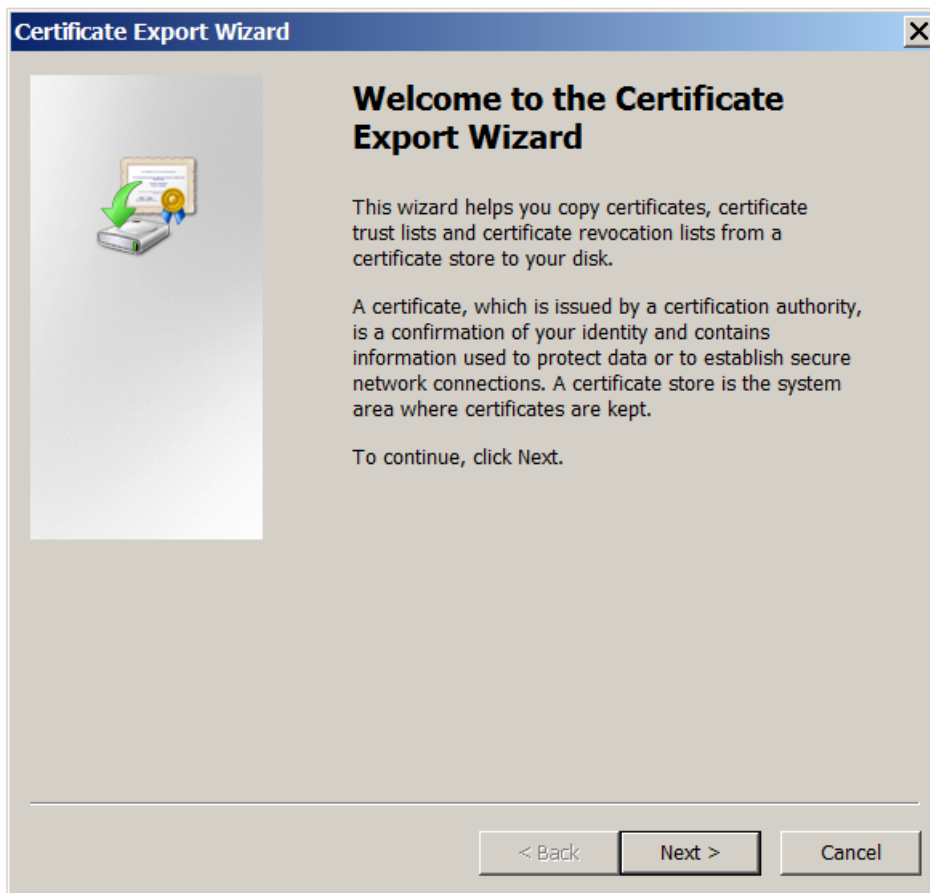 Certificate Export Wizard
Welcome to the Certificate
Export Wizard
This wizard helps you copy certificates, certificate
trust lists and certificate revocation lists from a
certificate store to your disk.
A certificate, which is issued by a certification authority,
is a confirmation of your identity and contains
information used to protect data or to establish secure
network connections. A certificate store is the system
area where certificates are kept.
To continue, click Next.
< Back
Next >
Cancel